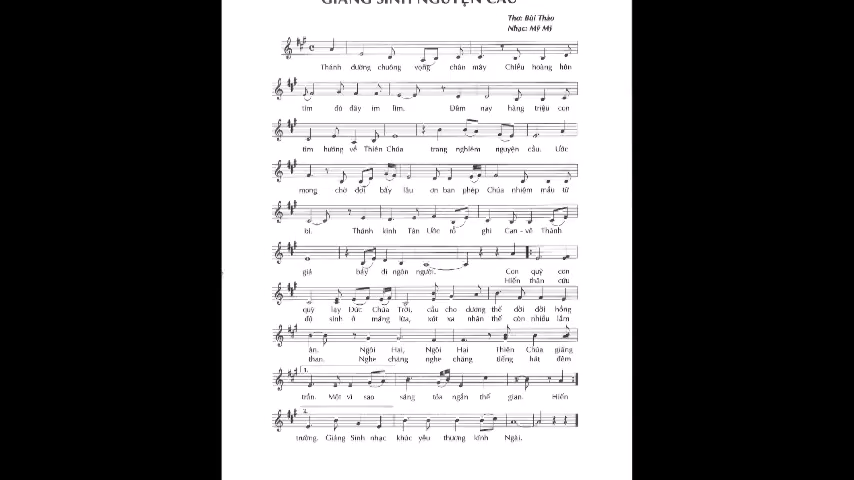 GIÁNG SINH NGUYỆN CẦU
Thơ: Bùi Thảo
Nhạc: Mỹ Mỹ
Thánh đường chuông vọng chân mây Chiều hoàng hôn
tím đó đây im lìm. Đêm nay hàng triệu con
tim hướng về Thiên Chúa trang nghiêm nguyện cầu. Ước
mong chờ đợi bấy lâu ơn ban phép Chúa nhiệm mầu từ
bi. Thánh kinh Tân Ước ghi Can - vê Thánh
giá bảy đi ngôn người. Con quỳ con
Hiến thân cứu
quỳ lạy Đức Chúa Trời, cầu cho dương thế đời đời hồng
độ sinh ở máng lừa, xót xa nhân thế còn nhiều lầm
ân. Ngôi Hai, Ngôi Hai Thiên Chúa giáng
than. Nghe chăng nghe chăng tiếng hát đêm
1.
trần. Một vì sao sáng tỏa ngần thế gian. Hiến
2.
trường. Giáng Sinh nhạc khúc yêu thương kính Ngài.